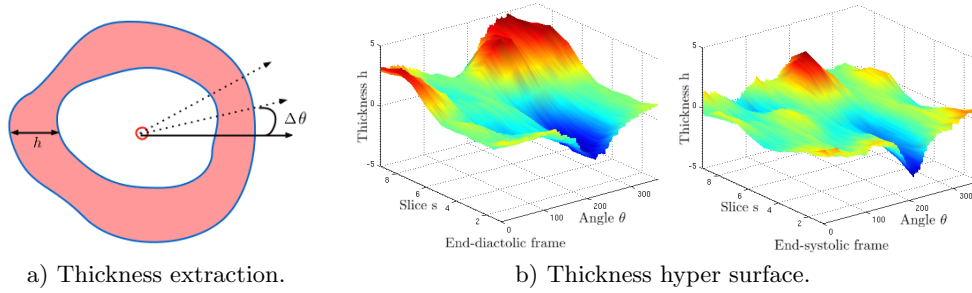 h
Δθ
Thickness h
5
0
-5
8
6
4
2
Slice s
0
100
200
300
Angle θ
End-diactolic frame
Thickness h
5
0
-5
8
6
4
2
Slice s
0
100
200
300
Angle θ
End-systolic frame
a) Thickness extraction.
b) Thickness hyper surface.